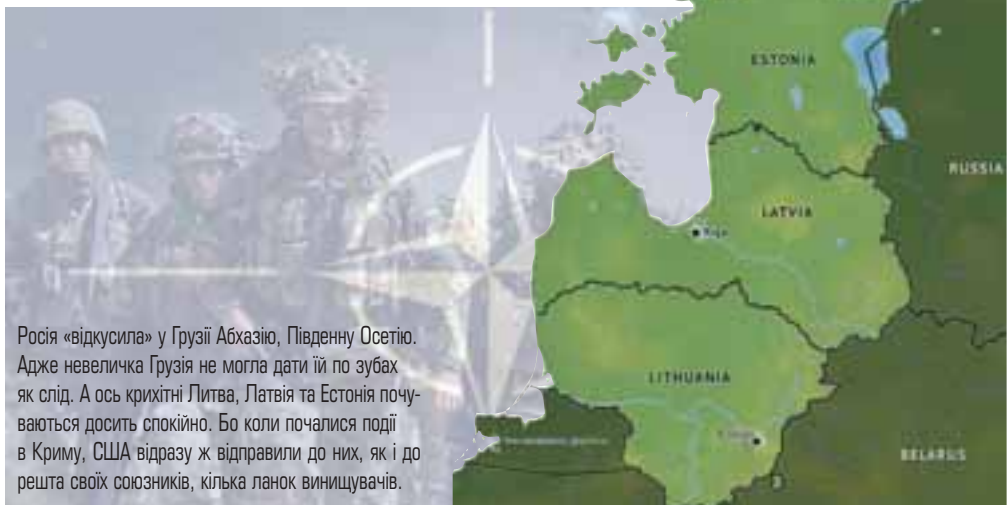 ESTONIA
RUSSIA
LATVIA
Riga
LITHUANIA
BELARUS
Росія «відкусила» у Грузії Абхазію, Південну Осетію.
Адже невеличка Грузія не могла дати їй по зубах
як слід. А ось крихітні Литва, Латвія та Естонія почу-
ваються досить спокійно. Бо коли почалися події
в Криму, США відразу ж відправили до них, як і до
решта своїх союзників, кілька ланок винищувачів.